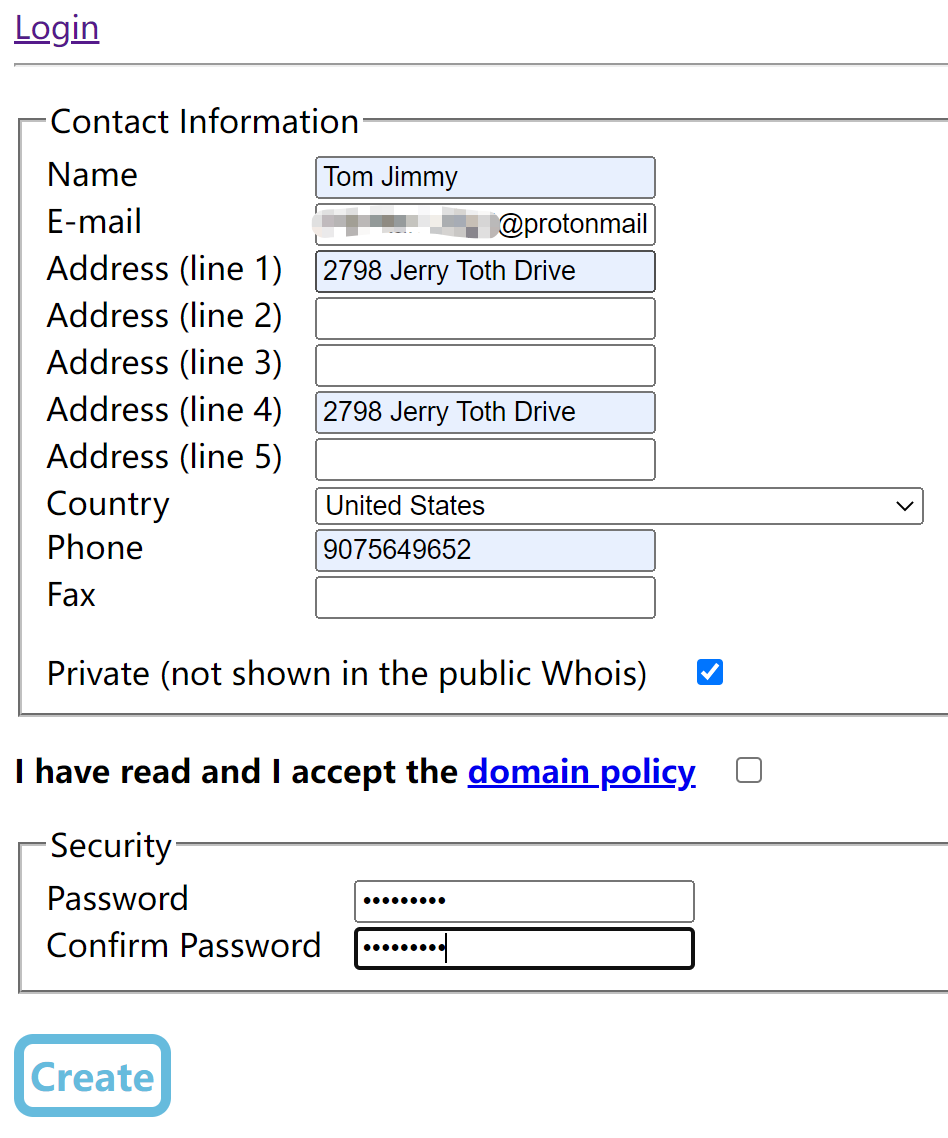 Login
Contact Information
Name Tom Jimmy
E-mail @protonmail
Address (line 1) 2798 Jerry Toth Drive
Address (line 2)
Address (line 3)
Address (line 4) 2798 Jerry Toth Drive
Address (line 5)
Country United States
Phone 9075649652
Fax
Private (not shown in the public Whois)
I have read and I accept the domain policy
Security
Password •••••••••
Confirm Password •••••••••
Create